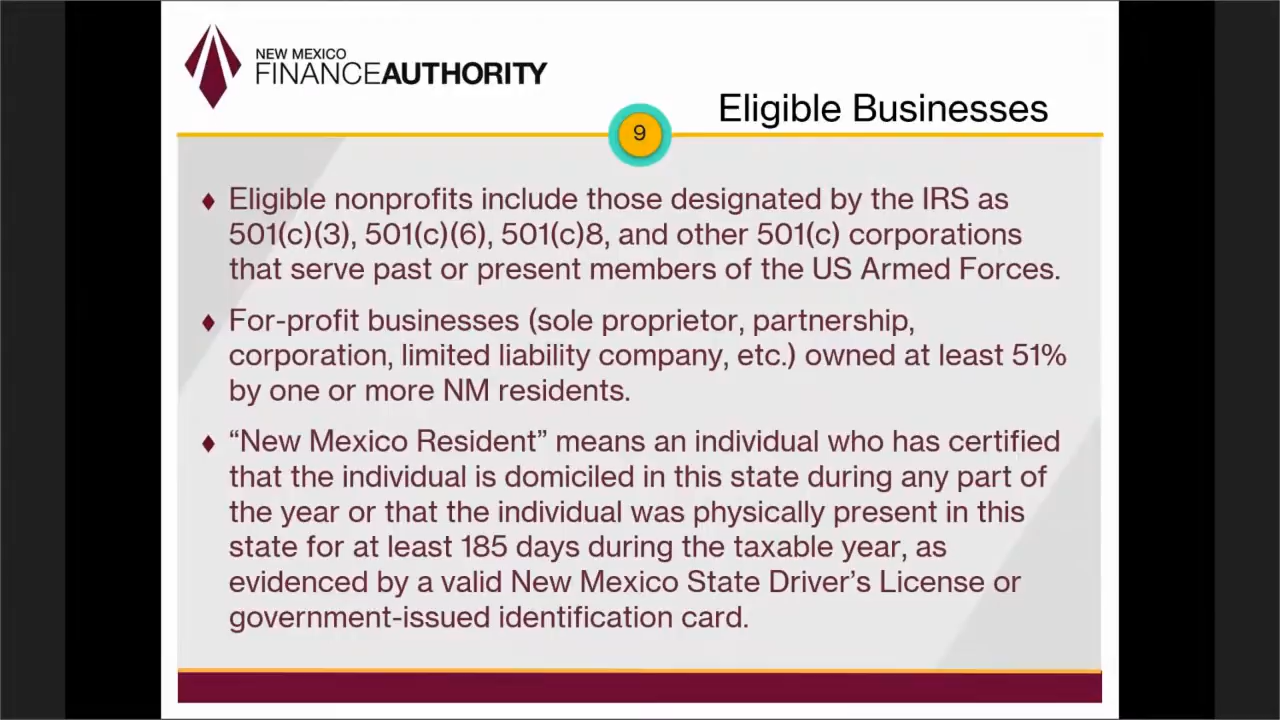 NEW MEXICO
FINANCEAUTHORITY
Eligible Businesses
9
♦ Eligible nonprofits include those designated by the IRS as
501(c)(3), 501(c)(6), 501(c)8, and other 501(c) corporations
that serve past or present members of the US Armed Forces.
♦ For-profit businesses (sole proprietor, partnership,
corporation, limited liability company, etc.) owned at least 51%
by one or more NM residents.
♦ “New Mexico Resident” means an individual who has certified
that the individual is domiciled in this state during any part of
the year or that the individual was physically present in this
state for at least 185 days during the taxable year, as
evidenced by a valid New Mexico State Driver’s License or
government-issued identification card.